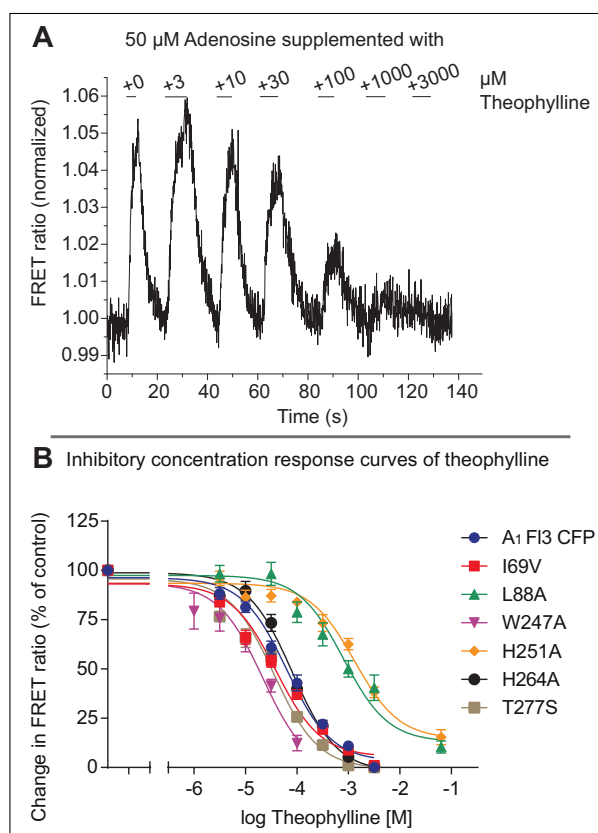 A
50 µM Adenosine supplemented with
+0 +3 +10 +30 +100 +1000 +3000 µM
Theophylline
FRET ratio (normalized)
1.06
1.05
1.04
1.03
1.02
1.01
1.00
0.99
0 20 40 60 80 100 120 140
Time (s)
B Inhibitory concentration response curves of theophylline
Change in FRET ratio (% of control)
125
100
75
50
25
0
-6 -5 -4 -3 -2 -1
log Theophylline [M]
A1 Fl3 CFP
I69V
L88A
W247A
H251A
H264A
T277S